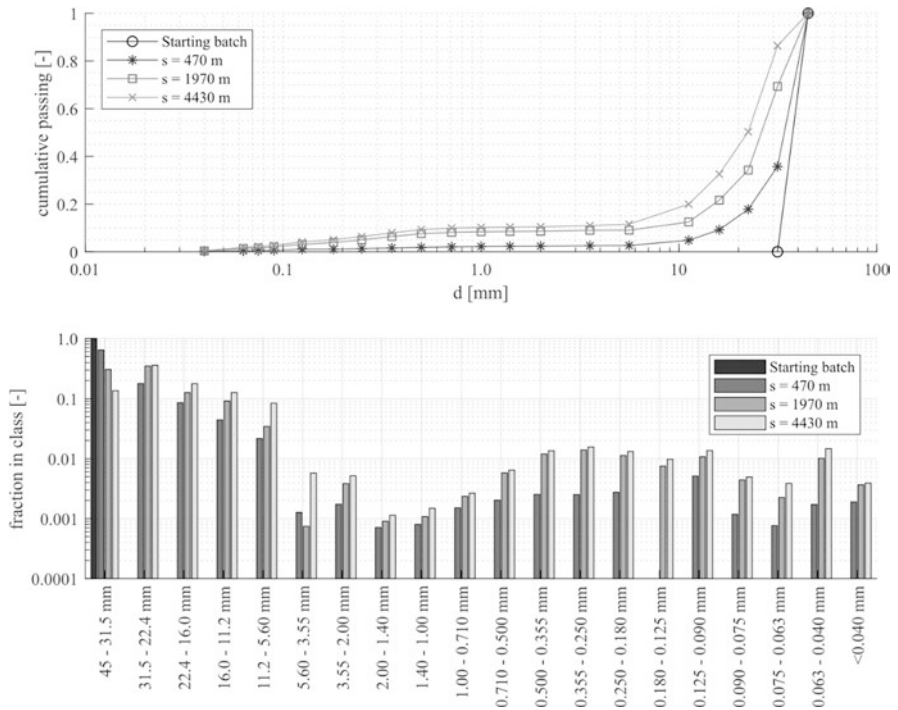 1
0.8
0.6
0.4
0.2
0
cumulative passing [-]
Starting batch
s = 470 m
s = 1970 m
s = 4430 m
0.01
0.1
1.0
10
100
d [mm]
1.0
0.1
0.01
0.001
0.0001
fraction in class [-]
Starting batch
s = 470 m
s = 1970 m
s = 4430 m
45 - 31.5 mm
31.5 - 22.4 mm
22.4 - 16.0 mm
16.0 - 11.2 mm
11.2 - 5.60 mm
5.60 - 3.55 mm
3.55 - 2.00 mm
2.00 - 1.40 mm
1.40 - 1.00 mm
1.00 - 0.710 mm
0.710 - 0.500 mm
0.500 - 0.355 mm
0.355 - 0.250 mm
0.250 - 0.180 mm
0.180 - 0.125 mm
0.125 - 0.090 mm
0.090 - 0.075 mm
0.075 - 0.063 mm
0.063 - 0.040 mm
<0.040 mm